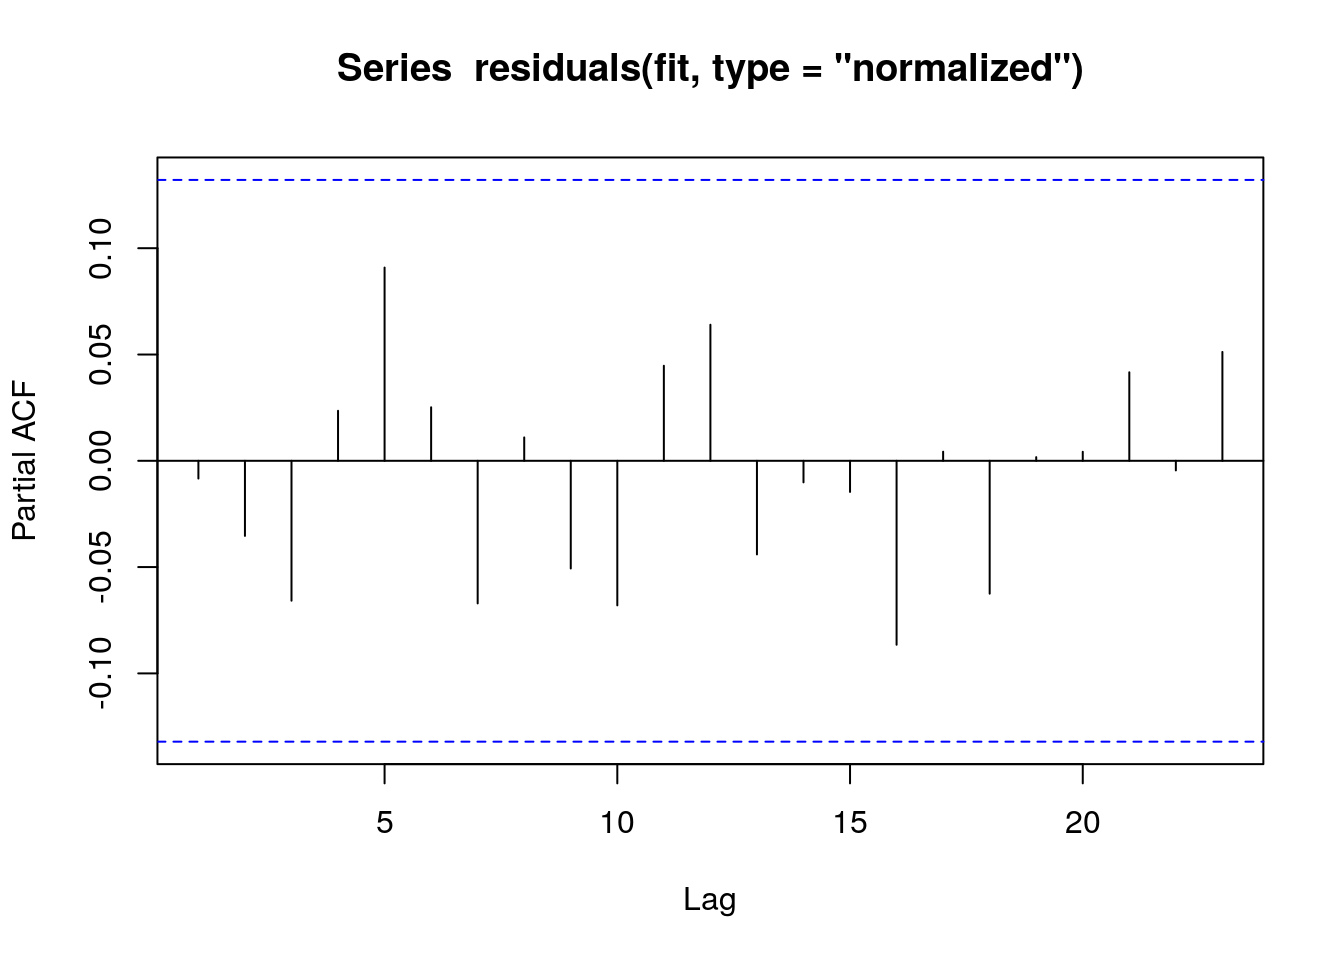 Series  residuals(fit, type = "normalized")
Partial ACF
0.10
0.05
0.00
-0.05
-0.10
5 10 15 20
Lag